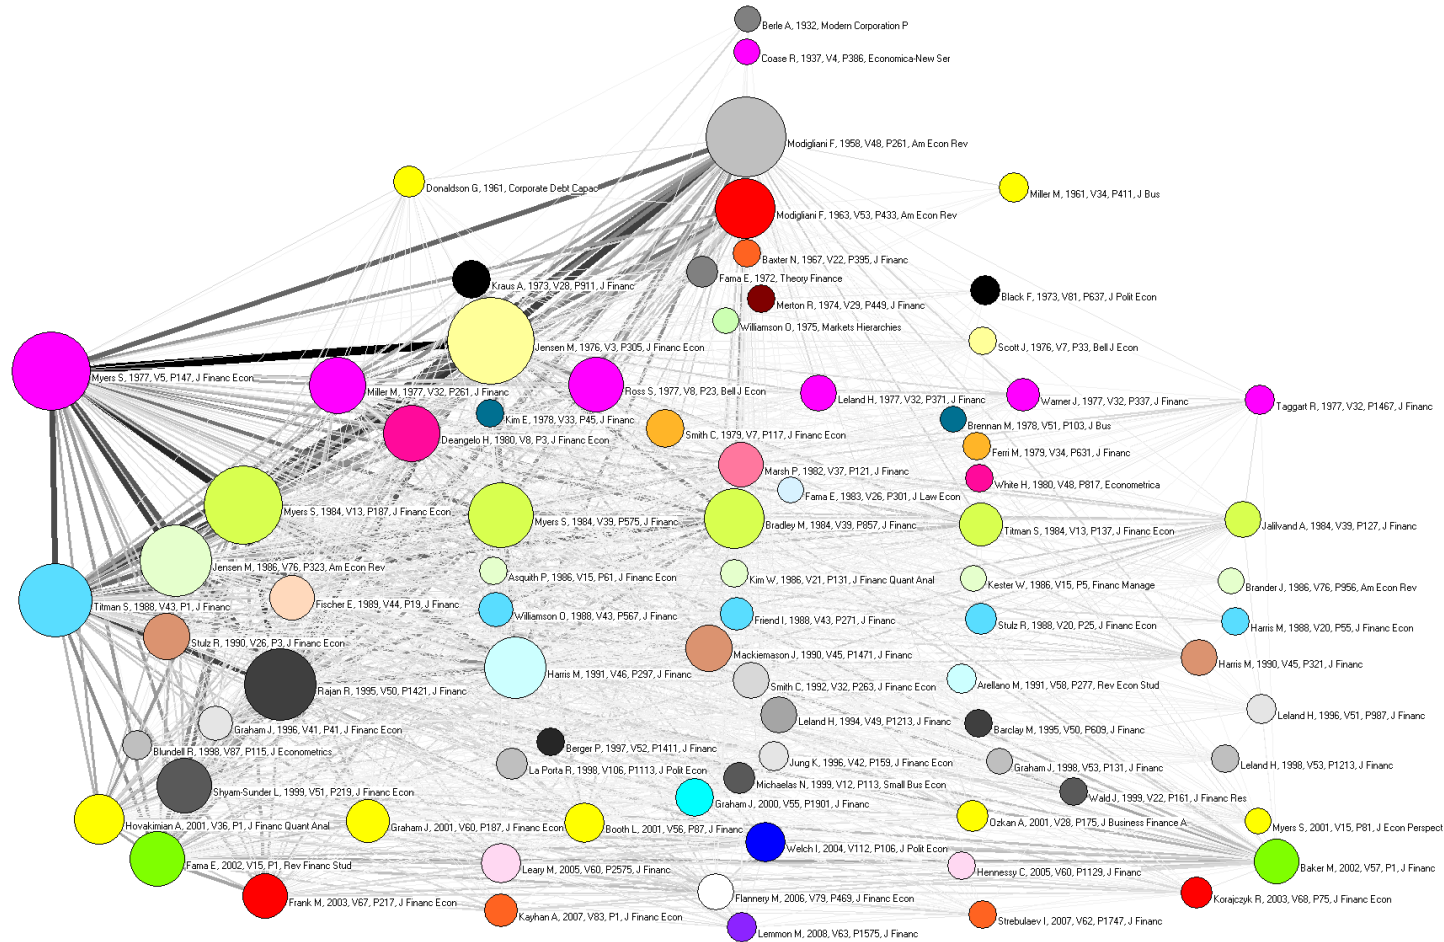 Berle A, 1932, Modern Corporation P
Coase R, 1937, V4, P386, Economica-New Ser
Modigliani F, 1958, V48, P261, Am Econ Rev
Donaldson G, 1961, Corporate Debt Capac
Miller M, 1961, V34, P411, J Bus
Modigliani F, 1963, V53, P433, Am Econ Rev
Baxter N, 1967, V22, P395, J Financ
Fama E, 1972, Theory Finance
Kraus A, 1973, V28, P911, J Financ
Black F, 1973, V81, P637, J Polit Econ
Merton R, 1974, V29, P449, J Financ
Williamson O, 1975, Markets Hierarchies
Jensen M, 1976, V3, P305, J Financ Econ
Scott J, 1976, V7, P33, Bell J Econ
Myers S, 1977, V5, P147, J Financ Econ
Miller M, 1977, V32, P261, J Financ
Ross S, 1977, V8, P23, Bell J Econ
Leland H, 1977, V32, P371, J Financ
Warner J, 1977, V32, P337, J Financ
Taggart R, 1977, V32, P1467, J Financ
Kim E, 1978, V33, P45, J Financ
Brennan M, 1978, V51, P103, J Bus
Deangelo H, 1980, V8, P3, J Financ Econ
Smith C, 1979, V7, P117, J Financ Econ
Ferri M, 1979, V34, P631, J Financ
Marsh P, 1982, V37, P121, J Financ
White H, 1980, V48, P817, Econometrica
Fama E, 1983, V26, P301, J Law Econ
Myers S, 1984, V13, P187, J Financ Econ
Myers S, 1984, V39, P575, J Financ
Bradley M, 1984, V39, P857, J Financ
Titman S, 1984, V13, P137, J Financ Econ
Jalilvand A, 1984, V39, P127, J Financ
Jensen M, 1986, V76, P323, Am Econ Rev
Asquith P, 1986, V15, P61, J Financ Econ
Kim W, 1986, V21, P131, J Financ Quant Anal
Kester W, 1986, V15, P5, Financ Manage
Brander J, 1986, V76, P956, Am Econ Rev
Titman S, 1988, V43, P1, J Financ
Fischer E, 1989, V44, P19, J Financ
Williamson O, 1988, V43, P567, J Financ
Friend I, 1988, V43, P271, J Financ
Stulz R, 1988, V20, P25, J Financ Econ
Harris M, 1988, V20, P55, J Financ Econ
Stulz R, 1990, V26, P3, J Financ Econ
Mackiemason J, 1990, V45, P1471, J Financ
Harris M, 1990, V45, P321, J Financ
Rajan R, 1995, V50, P1421, J Financ
Harris M, 1991, V46, P297, J Financ
Smith C, 1992, V32, P263, J Financ Econ
Arellano M, 1991, V58, P277, Rev Econ Stud
Graham J, 1996, V41, P41, J Financ Econ
Leland H, 1994, V49, P1213, J Financ
Barclay M, 1995, V50, P609, J Financ
Leland H, 1996, V51, P987, J Financ
Blundell R, 1998, V87, P115, J Econometrics
Berger P, 1997, V52, P1411, J Financ
Jung K, 1996, V42, P159, J Financ Econ
La Porta R, 1998, V106, P1113, J Polit Econ
Graham J, 1998, V53, P131, J Financ
Leland H, 1998, V53, P1213, J Financ
Shyam-Sunder L, 1999, V51, P219, J Financ Econ
Michaelas N, 1999, V12, P113, Small Bus Econ
Wald J, 1999, V22, P161, J Financ Res
Graham J, 2000, V55, P1901, J Financ
Hovakimian A, 2001, V36, P1, J Financ Quant Anal
Graham J, 2001, V60, P187, J Financ Econ
Booth L, 2001, V56, P87, J Financ
Ozkan A, 2001, V28, P175, J Business Finance A
Myers S, 2001, V15, P81, J Econ Perspect
Welch I, 2004, V112, P106, J Polit Econ
Fama E, 2002, V15, P1, Rev Financ Stud
Leary M, 2005, V60, P2575, J Financ
Hennessy C, 2005, V60, P1129, J Financ
Baker M, 2002, V57, P1, J Financ
Frank M, 2003, V67, P217, J Financ Econ
Flannery M, 2006, V79, P469, J Financ Econ
Korajczyk R, 2003, V68, P75, J Financ Econ
Kayhan A, 2007, V83, P1, J Financ Econ
Strebulaev I, 2007, V62, P1747, J Financ
Lemmon M, 2008, V63, P1575, J Financ